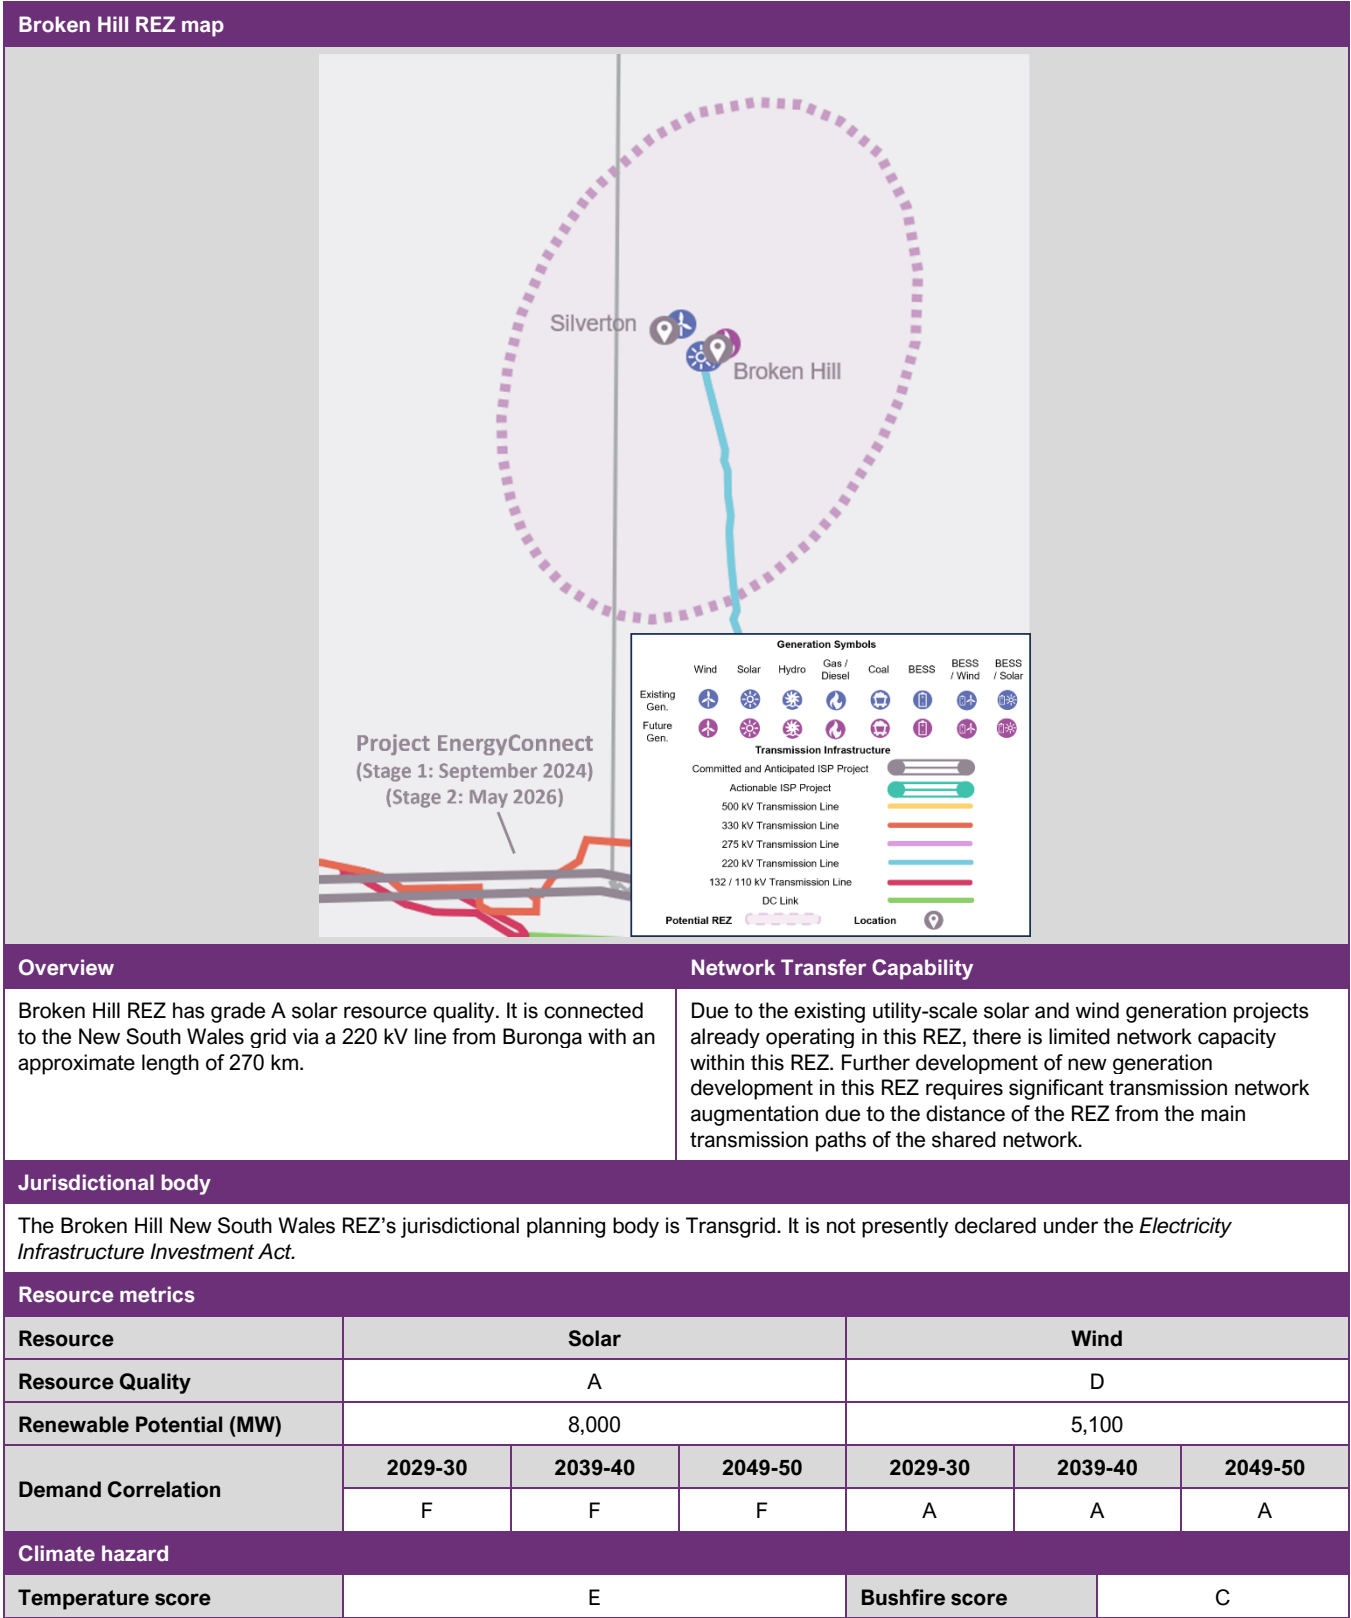 Broken Hill REZ map
Silverton
Broken Hill
Project EnergyConnect
(Stage 1: September 2024)
(Stage 2: May 2026)
Generation Symbols
Wind Solar Hydro Gas / Diesel Coal BESS BESS / Wind BESS / Solar
Existing Gen.
Future Gen.
Transmission Infrastructure
Committed and Anticipated ISP Project
Actionable ISP Project
500 kV Transmission Line
330 kV Transmission Line
275 kV Transmission Line
220 kV Transmission Line
132 / 110 kV Transmission Line
DC Link
Potential REZ Location
Overview
Broken Hill REZ has grade A solar resource quality. It is connected
to the New South Wales grid via a 220 kV line from Buronga with an
approximate length of 270 km.
Network Transfer Capability
Due to the existing utility-scale solar and wind generation projects
already operating in this REZ, there is limited network capacity
within this REZ. Further development of new generation
development in this REZ requires significant transmission network
augmentation due to the distance of the REZ from the main
transmission paths of the shared network.
Jurisdictional body
The Broken Hill New South Wales REZ's jurisdictional planning body is Transgrid. It is not presently declared under the Electricity
Infrastructure Investment Act.
Resource metrics
Resource Solar Wind
Resource Quality A D
Renewable Potential (MW) 8,000 5,100
Demand Correlation 2029-30 2039-40 2049-50 2029-30 2039-40 2049-50
F F F A A A
Climate hazard
Temperature score E Bushfire score C